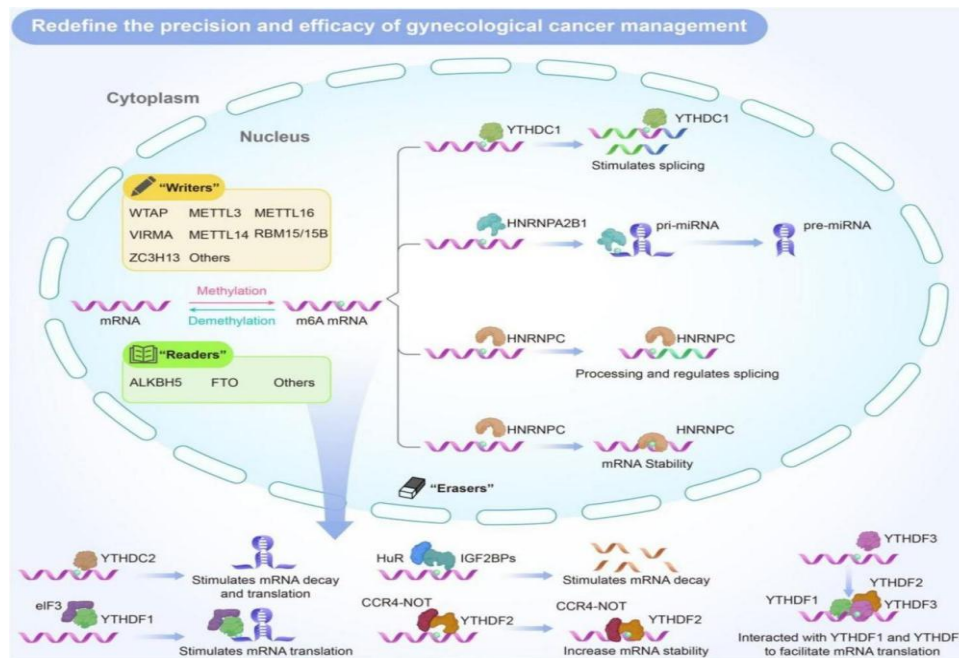 Redefine the precision and efficacy of gynecological cancer management
Cytoplasm
Nucleus
"Writers"
WTAP METTL3 METTL16
VIRMA METTL14 RBM15/15B
ZC3H13 Others
mRNA
Methylation
Demethylation
m6A mRNA
"Readers"
ALKBH5 FTO Others
YTHDC1
YTHDC1
Stimulates splicing
HNRNPA2B1
pri-miRNA
pre-miRNA
HNRNPC
HNRNPC
Processing and regulates splicing
HNRNPC
HNRNPC
mRNA Stability
"Erasers"
YTHDC2
Stimulates mRNA decay
and translation
eIF3
YTHDF1
Stimulates mRNA translation
HuR
IGF2BPs
Stimulates mRNA decay
CCR4-NOT
YTHDF2
CCR4-NOT
YTHDF2
Increase mRNA stability
YTHDF3
YTHDF2
YTHDF1
YTHDF3
Interacted with YTHDF1 and YTHDF
to facilitate mRNA translation